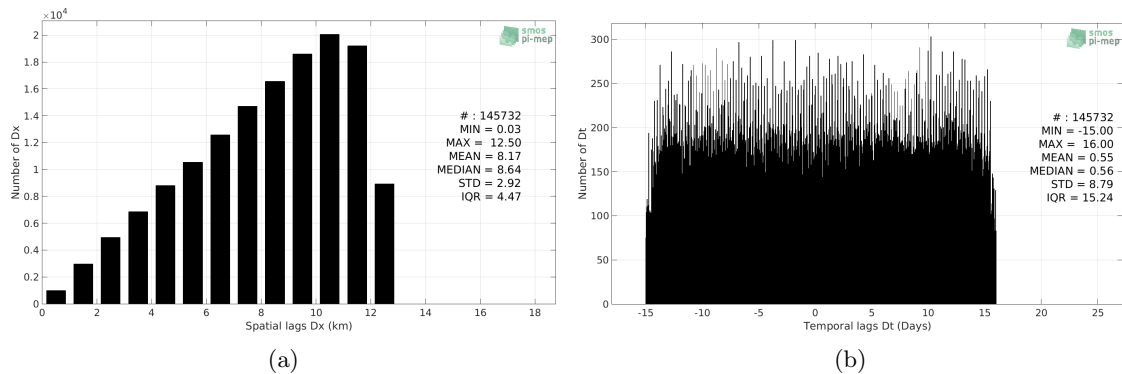 ×10⁴
2
1.8
1.6
1.4
1.2
1
0.8
0.6
0.4
0.2
0
Number of Dx
0 2 4 6 8 10 12 14 16 18
Spatial lags Dx (km)
smos
pi-mep
# : 145732
MIN = 0.03
MAX = 12.50
MEAN = 8.17
MEDIAN = 8.64
STD = 2.92
IQR = 4.47
(a)
300
250
200
150
100
50
0
Number of Dt
-15 -10 -5 0 5 10 15 20 25
Temporal lags Dt (Days)
smos
pi-mep
# : 145732
MIN = -15.00
MAX = 16.00
MEAN = 0.55
MEDIAN = 0.56
STD = 8.79
IQR = 15.24
(b)